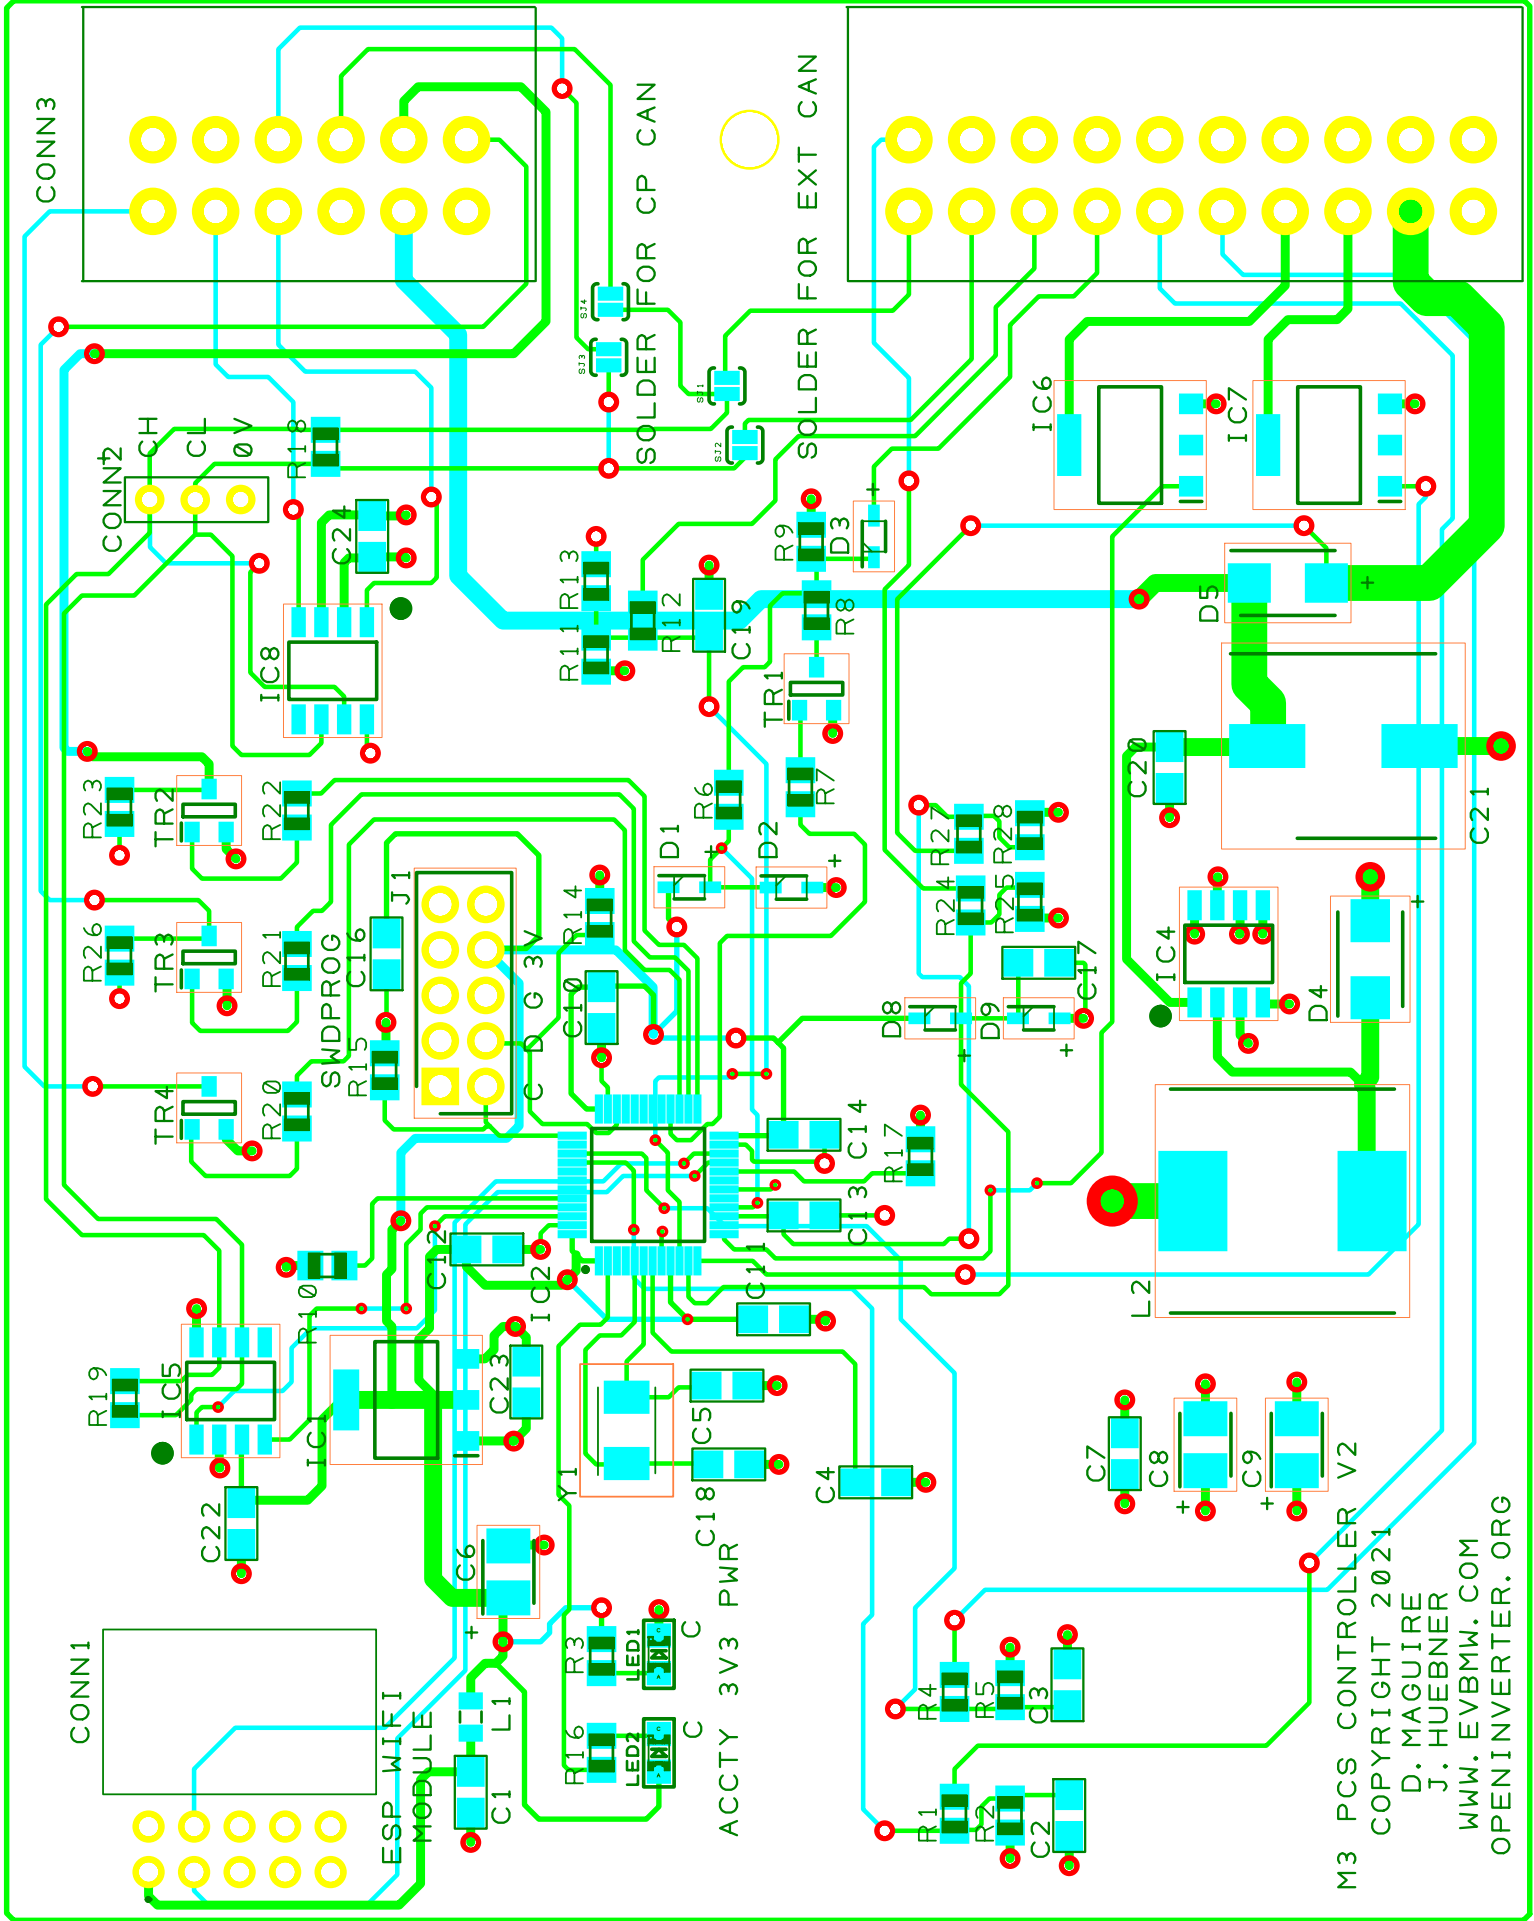 CONN3
SOLDER FOR CP CAN
SOLDER FOR EXT CAN
SJ4
SJ3
SJ1
SJ2
CH
CL
0V
CONN2
+
R18
C24
IC8
R13
R11
R12
C19
R9
D3
+
R8
TR1
IC6
IC7
D5
+
C20
C21
R23
TR2
R22
R6
R7
D1
+
D2
+
R27
R28
R24
R25
J1
R26
TR3
R21
SWDPROG
C16
R14
C10
C D G 3V
R15
TR4
R20
D8
+
D9
+
C17
IC4
D4
+
C14
R17
C13
C11
L2
R10
C12
IC2
R19
IC5
IC1
C23
C5
Y1
C18
C4
C22
C6
+
C7
C8
+
C9
+
CONN1
ESP WIFI
MODULE
L1
C1
R3
LED1
C
R16
LED2
C
ACCTY 3V3 PWR
R4
R5
C3
R1
R2
C2
M3 PCS CONTROLLER V2
COPYRIGHT 2021
D. MAGUIRE
J. HUEBNER
WWW. EVBMW. COM
OPENINVERTER. ORG